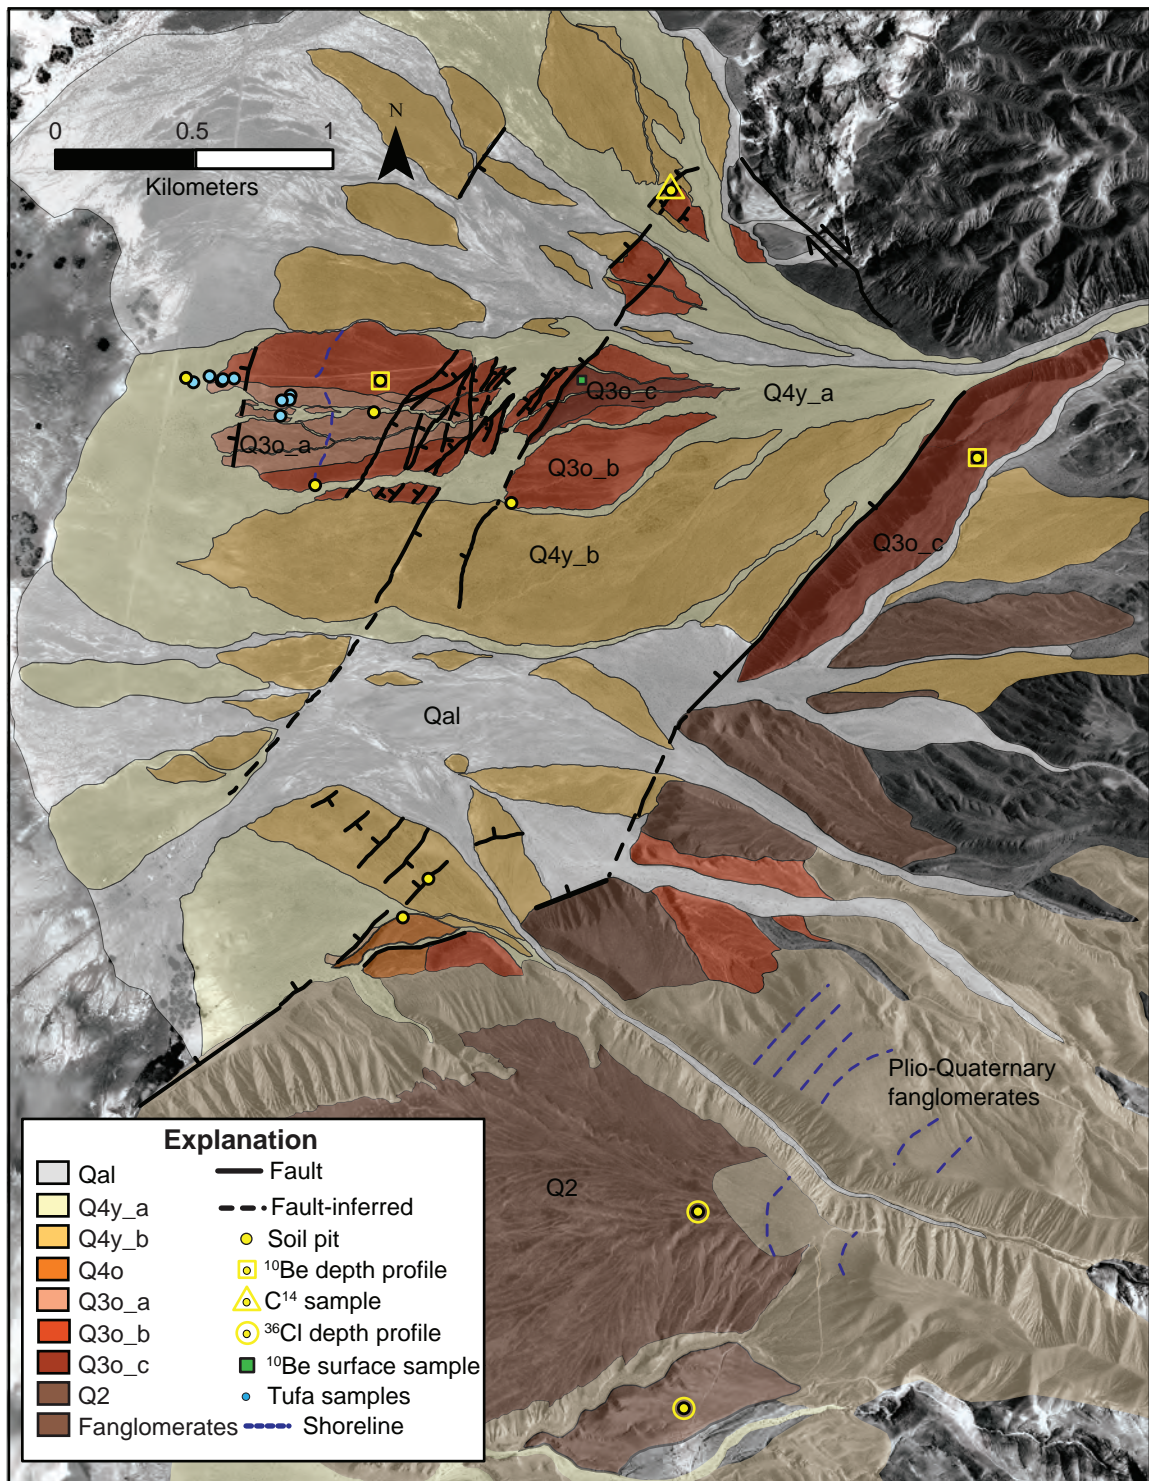 0 0.5 1
Kilometers
N
Q3o_c
Q4y_a
Q3o_a
Q3o_b
Q4y_b
Q3o_c
Qal
Plio-Quaternary
fanglomerates
Q2
Explanation
Qal
Q4y_a
Q4y_b
Q4o
Q3o_a
Q3o_b
Q3o_c
Q2
Fanglomerates
Fault
Fault-inferred
Soil pit
¹⁰Be depth profile
C¹⁴ sample
³⁶Cl depth profile
¹⁰Be surface sample
Tufa samples
Shoreline